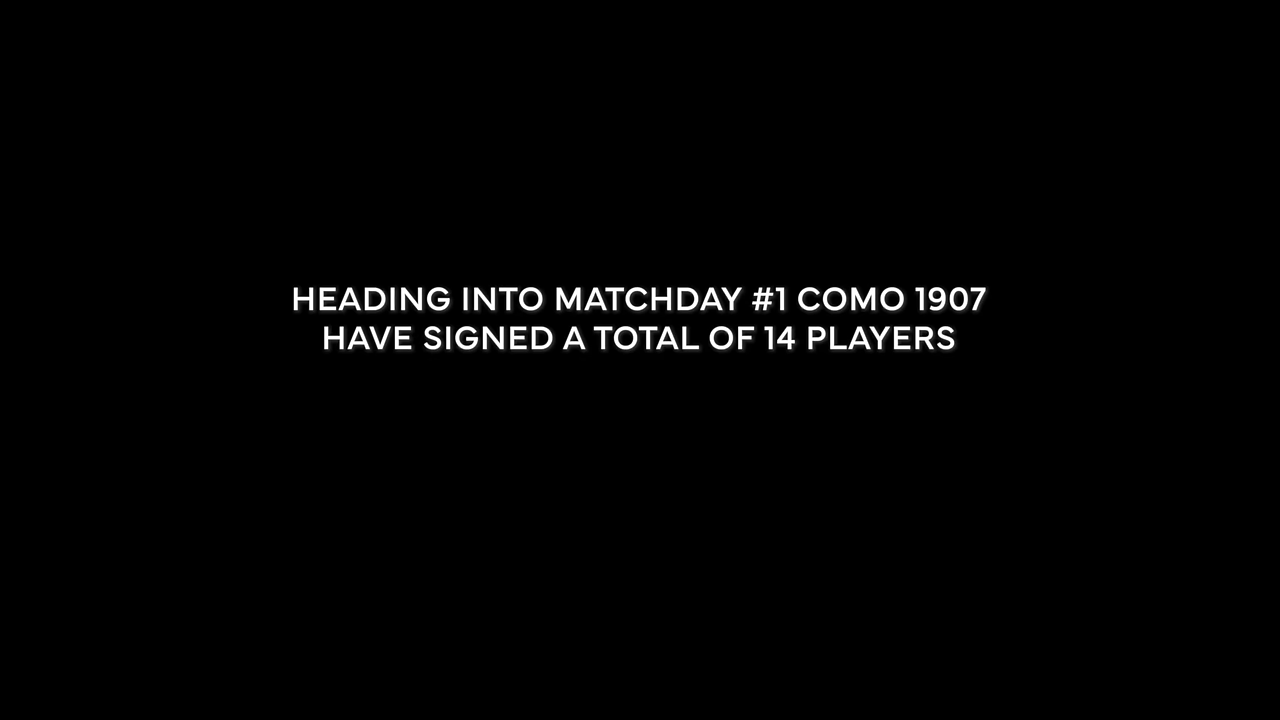 HEADING INTO MATCHDAY #1 COMO 1907
HAVE SIGNED A TOTAL OF 14 PLAYERS